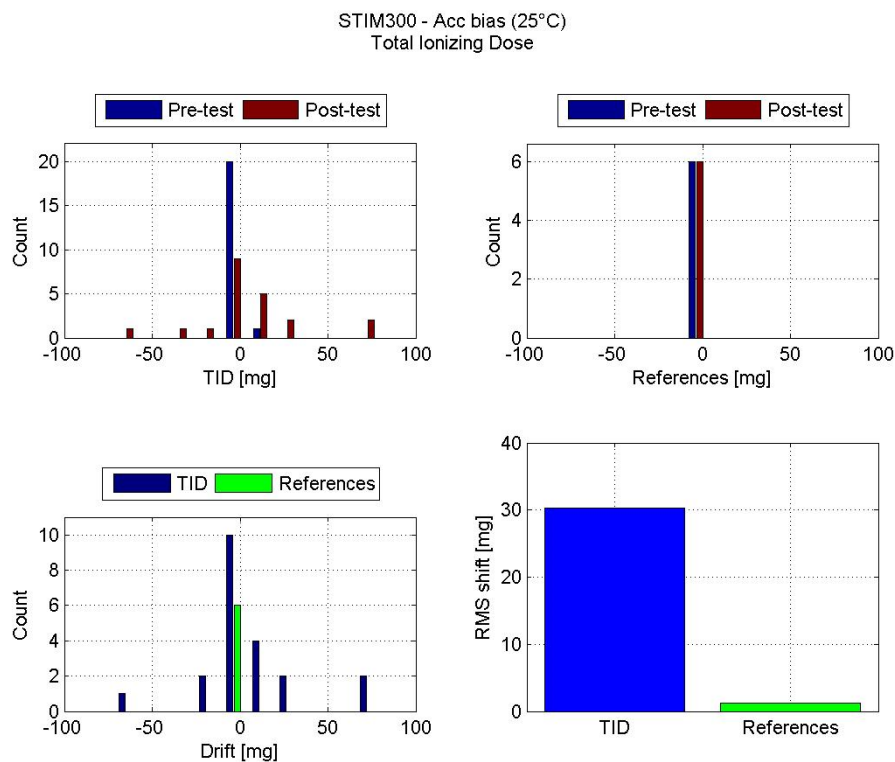 STIM300 - Acc bias (25°C)
Total Ionizing Dose
Pre-test Post-test
20
15
10
5
0
Count
-100 -50 0 50 100
TID [mg]
Pre-test Post-test
6
4
2
0
Count
-100 -50 0 50 100
References [mg]
TID References
10
8
6
4
2
0
Count
-100 -50 0 50 100
Drift [mg]
40
30
20
10
0
RMS shift [mg]
TID References